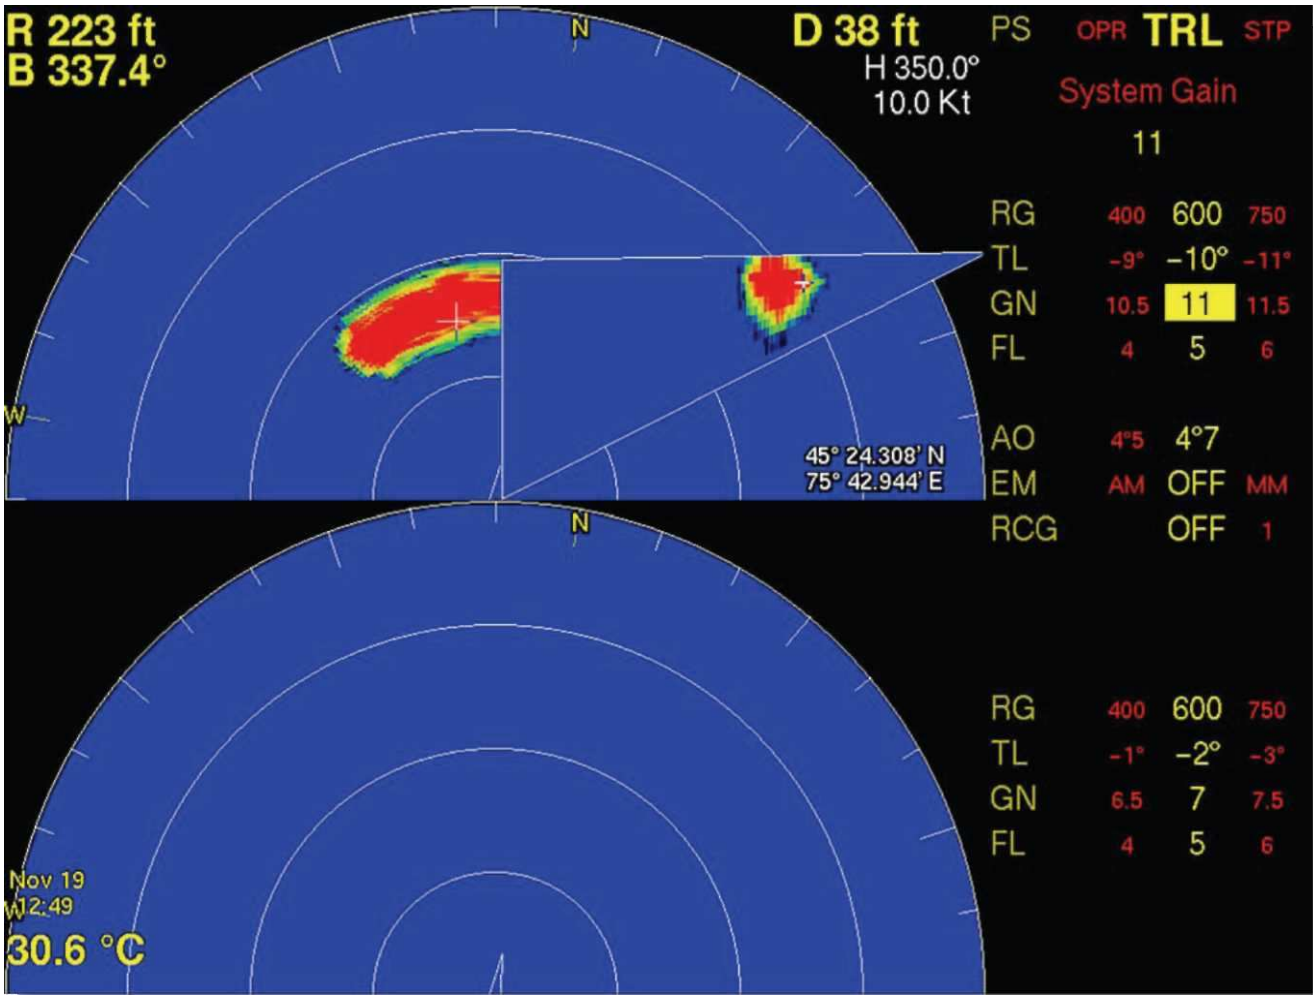 R 223 ft
B 337.4°
N
D 38 ft
H 350.0°
10.0 Kt
PS OPR TRL STP
System Gain
11
RG 400 600 750
TL -9° -10° -11°
GN 10.5 11 11.5
FL 4 5 6
W
45° 24.308' N
75° 42.944' E
AO 4°5 4°7
EM AM OFF MM
RCG OFF 1
N
RG 400 600 750
TL -1° -2° -3°
GN 6.5 7 7.5
FL 4 5 6
Nov 19
W 12:49
30.6 °C